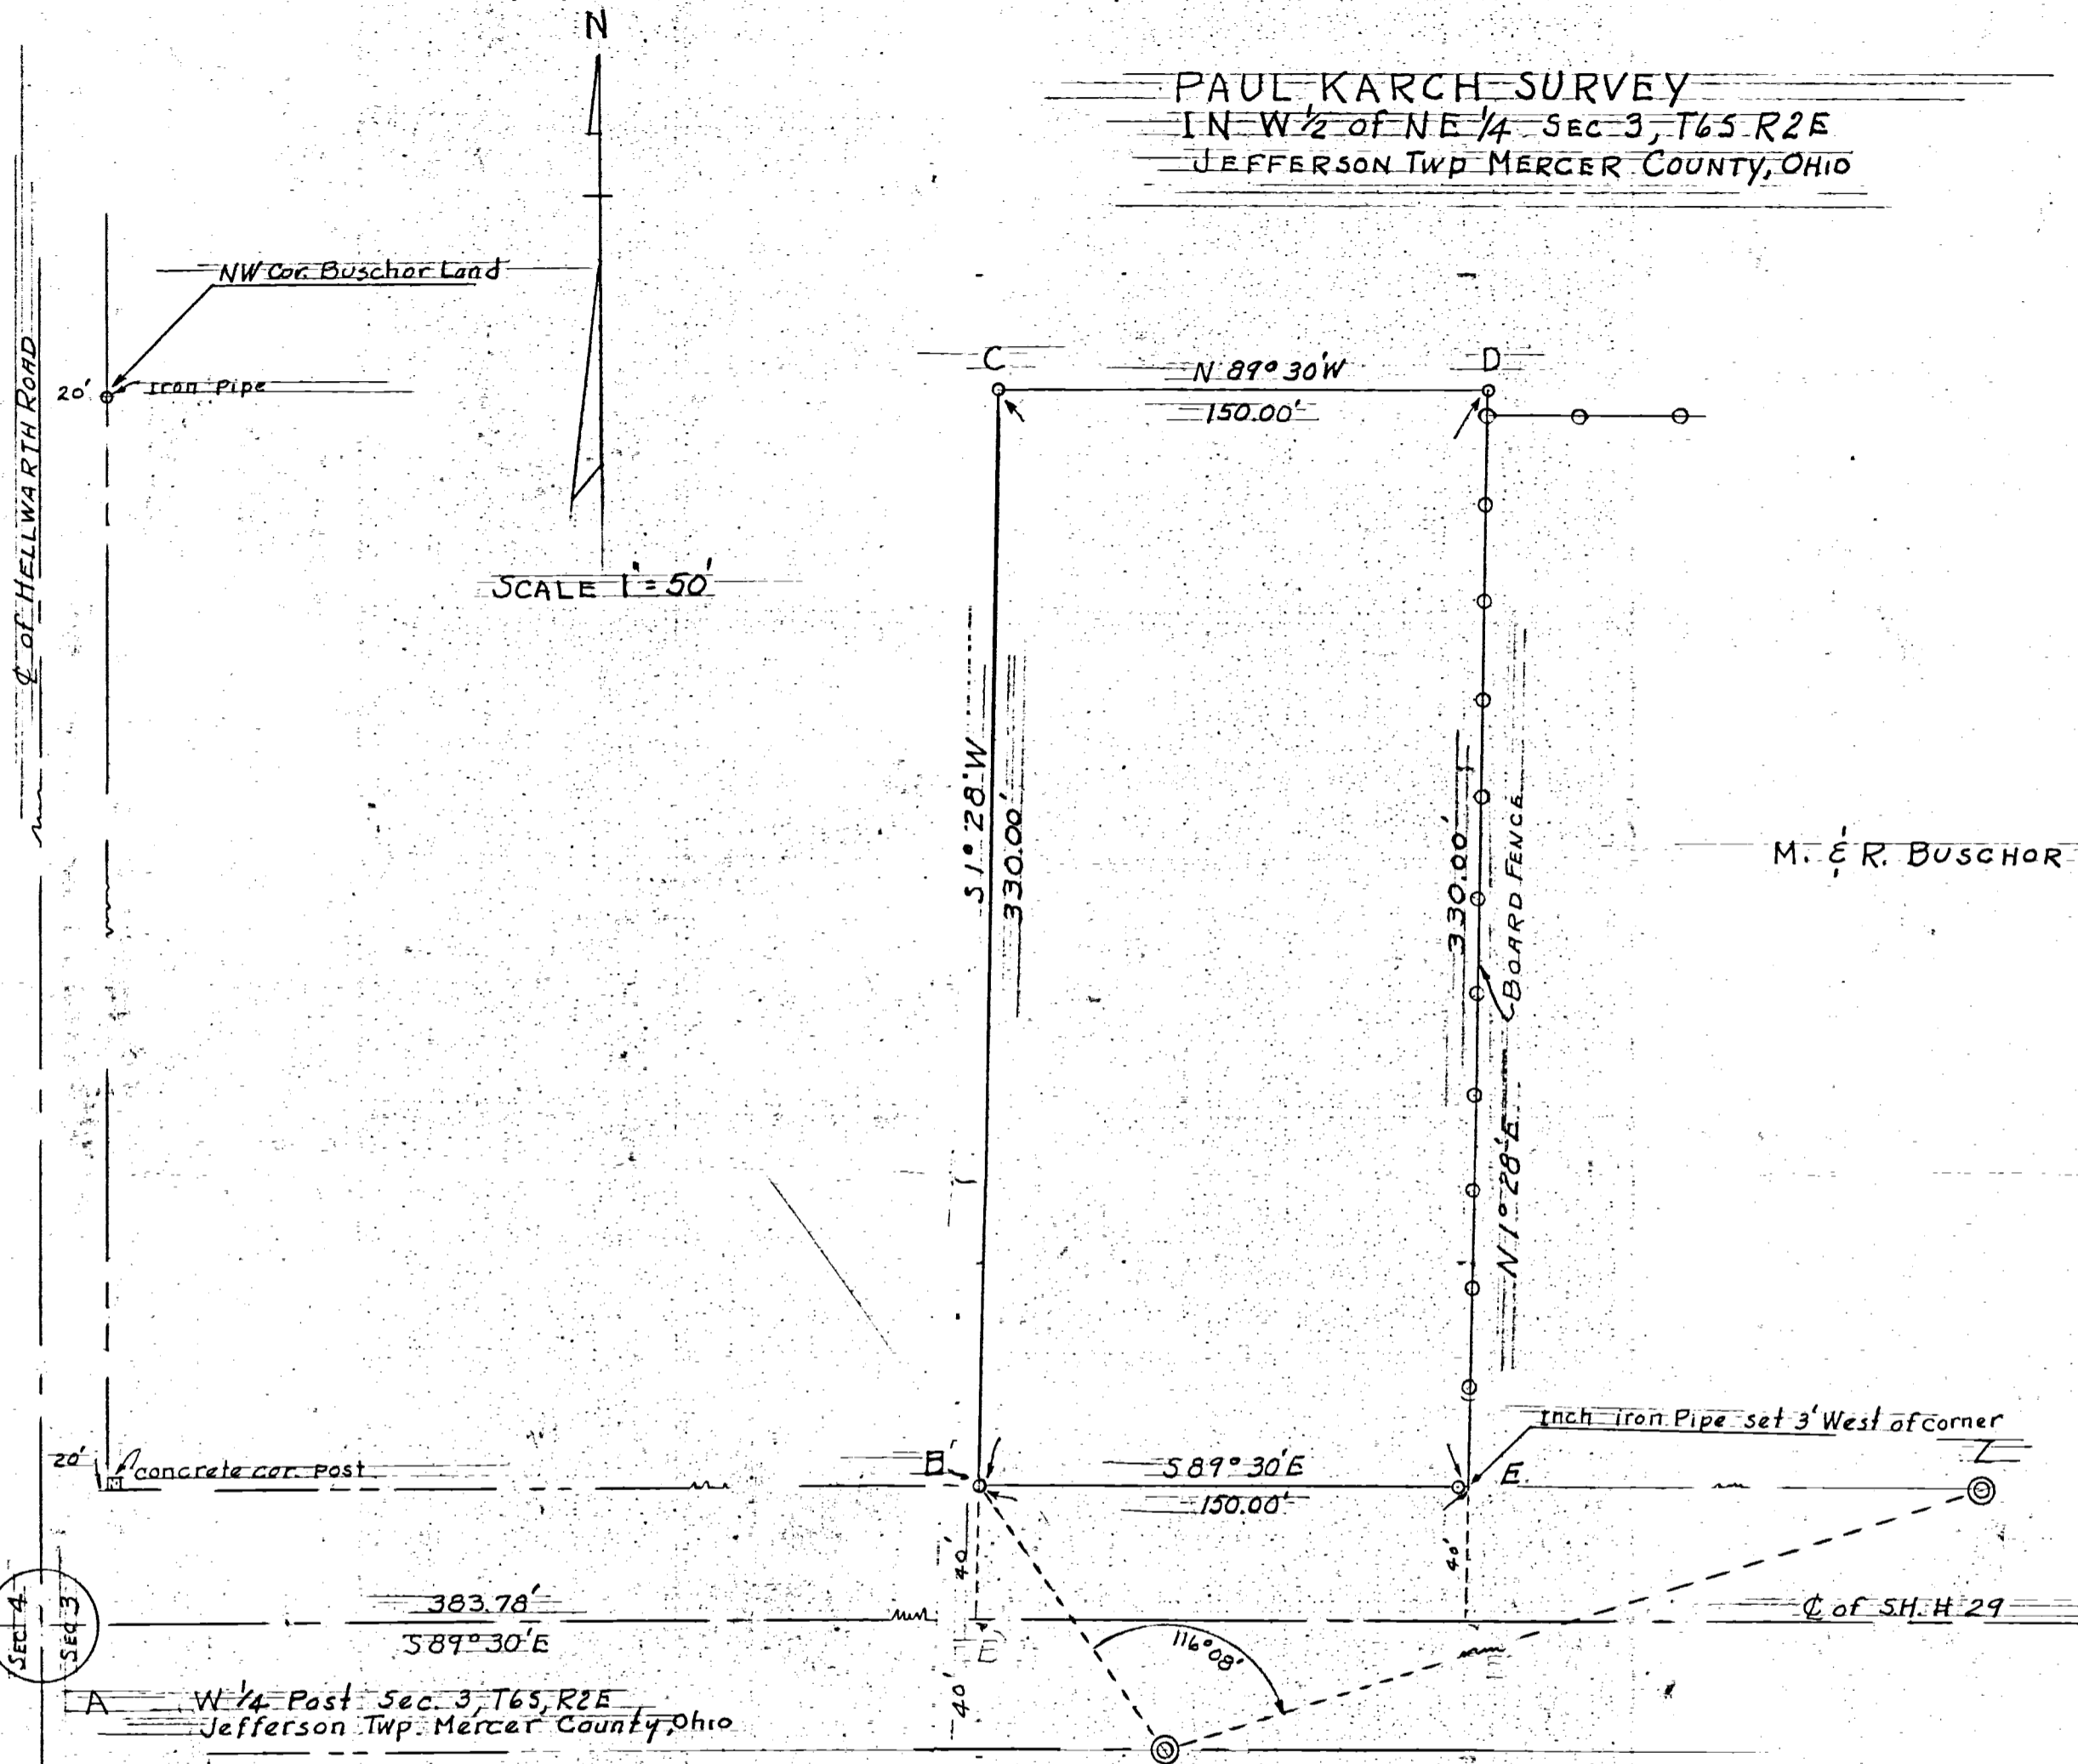 N
PAUL KARCH SURVEY
IN W ½ of NE ¼ SEC 3, T6S R2E
JEFFERSON TWP MERCER COUNTY, OHIO
NW Cor. Buschor Land
20'
Iron Pipe
℄ of HELLWARTH ROAD
SCALE 1" = 50'
C
N 89° 30' W
D
150.00'
S 1° 28' W
330.00'
330.00'
BOARD FENCE
N 1° 28' E
M. & R. BUSCHOR
Inch iron Pipe set 3' West of corner
20'
concrete cor. post
B
S 89° 30' E
150.00'
E
Z
40'
40'
383.78'
S 89° 30' E
℄ of S.H. # 29
SEC 4
SEC 3
E
116° 08'
40'
A W ¼ Post Sec. 3, T6S, R2E
Jefferson Twp. Mercer County, Ohio